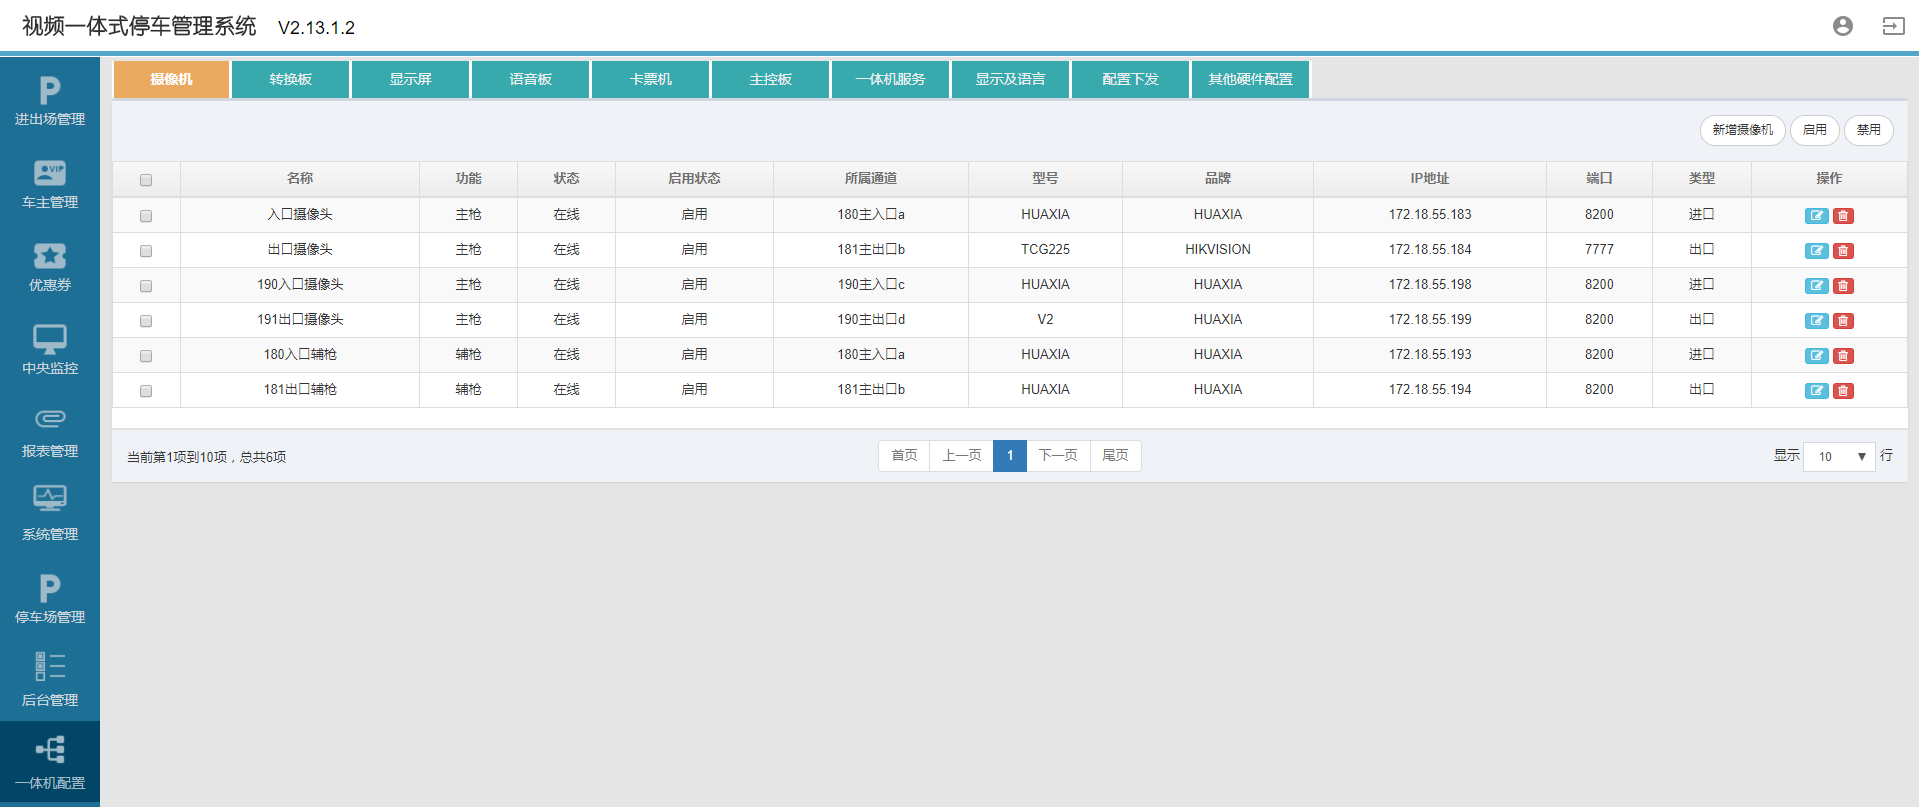 视频一体式停车管理系统 V2.13.1.2
摄像机 转换板 显示屏 语音板 卡票机 主控板 一体机服务 显示及语言 配置下发 其他硬件配置
进出场管理
车主管理
优惠券
中央监控
报表管理
系统管理
停车场管理
后台管理
一体机配置
新增摄像机 启用 禁用
名称 功能 状态 启用状态 所属通道 型号 品牌 IP地址 端口 类型 操作
入口摄像头 主枪 在线 启用 180主入口a HUAXIA HUAXIA 172.18.55.183 8200 进口
出口摄像头 主枪 在线 启用 181主出口b TCG225 HIKVISION 172.18.55.184 7777 出口
190入口摄像头 主枪 在线 启用 190主入口c HUAXIA HUAXIA 172.18.55.198 8200 进口
191出口摄像头 主枪 在线 启用 190主出口d V2 HUAXIA 172.18.55.199 8200 出口
180入口辅枪 辅枪 在线 启用 180主入口a HUAXIA HUAXIA 172.18.55.193 8200 进口
181出口辅枪 辅枪 在线 启用 181主出口b HUAXIA HUAXIA 172.18.55.194 8200 出口
当前第1项到10项，总共6项 首页 上一页 1 下一页 尾页 显示 10 行